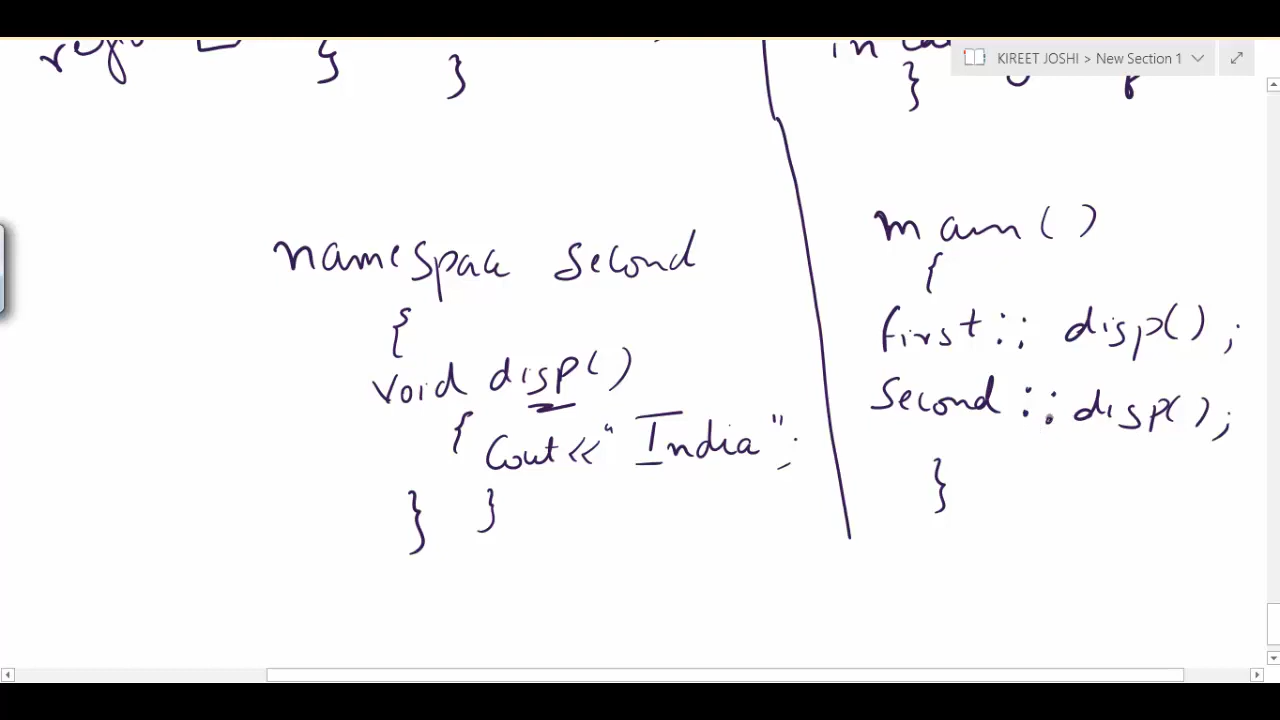 KIREET JOSHI > New Section 1
}
}
}
namespace second
{
void disp()
{ Cout<<"India";
} }
main()
{
first:: disp();
Second :: disp();
}